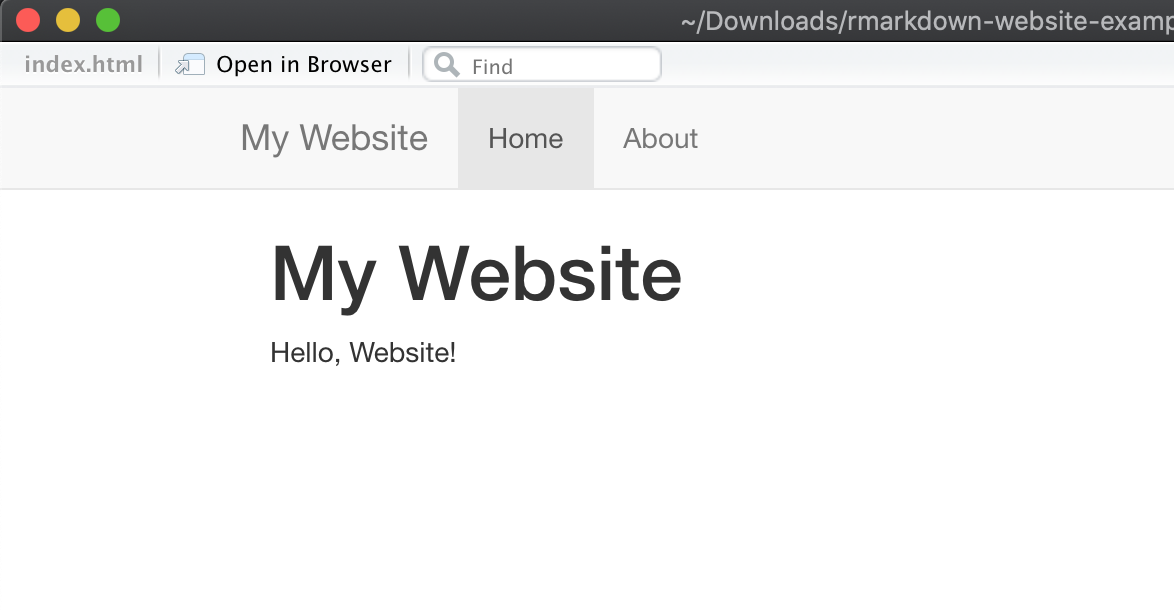 ~/Downloads/rmarkdown-website-examp
index.html Open in Browser Find
My Website Home About
My Website
Hello, Website!